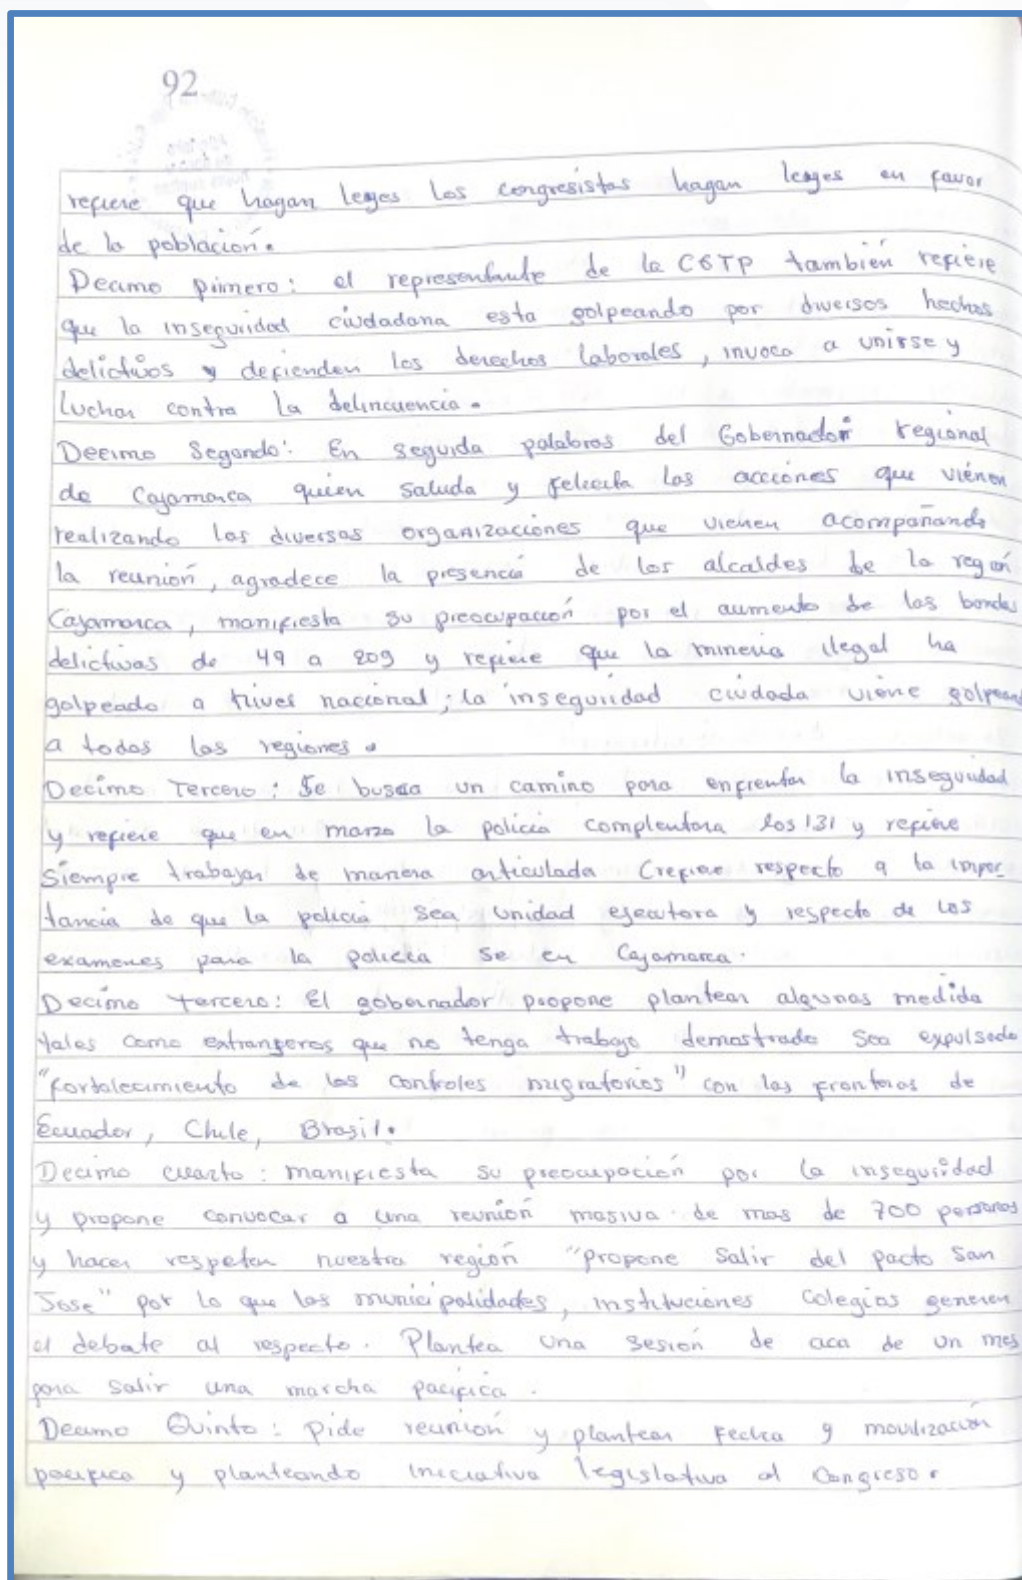 92
refiere que hagan leyes los congresistas hagan leyes en favor
de la población.
Decimo primero: el representante de la CGTP también refiere
que la inseguridad ciudadana esta golpeando por diversos hechos
delictivos y defienden los derechos laborales, invoca a unirse y
luchar contra la delincuencia.
Decimo Segundo: En seguida palabras del Gobernador regional
de Cajamarca quien saluda y felicita las acciones que vienen
realizando las diversas organizaciones que vienen acompañando
la reunión, agradece la presencia de los alcaldes de la región
Cajamarca, manifiesta su preocupación por el aumento de las bandas
delictivas de 49 a 209 y refiere que la mineria ilegal ha
golpeado a nivel nacional; la inseguridad ciudada viene golpeand
a todas las regiones.
Decimo Tercero: Se busca un camino para enfrentar la inseguridad
y refiere que en marzo la policia los 131 y refiere
Siempre trabajar de manera articulada (refiere respecto a la impor
tancia de que la policia sea unidad ejecutora y respecto de los
examenes para la policia se en Cajamarca.
Decimo tercero: El gobernador propone plantear algunas medida
tales como extrangeros que no tenga trabajo demostrado sea expulsado
"fortalecimiento de los controles migratorios" con las fronteras de
Ecuador, Chile, Brasil.
Decimo cuarto: manifiesta su preocupación por la inseguridad
y propone convocar a una reunión masiva de mas de 700 personas
y hacer respetar nuestra región "propone Salir del pacto San
Jose" por lo que las municipalidades, instituciones colegios generen
el debate al respecto. Plantea una sesión de aca de un mes
para salir una marcha pacifica.
Decimo Quinto: Pide reunión y plantear fecha y movilización
pacifica y planteando iniciativa legislativa al Congreso.